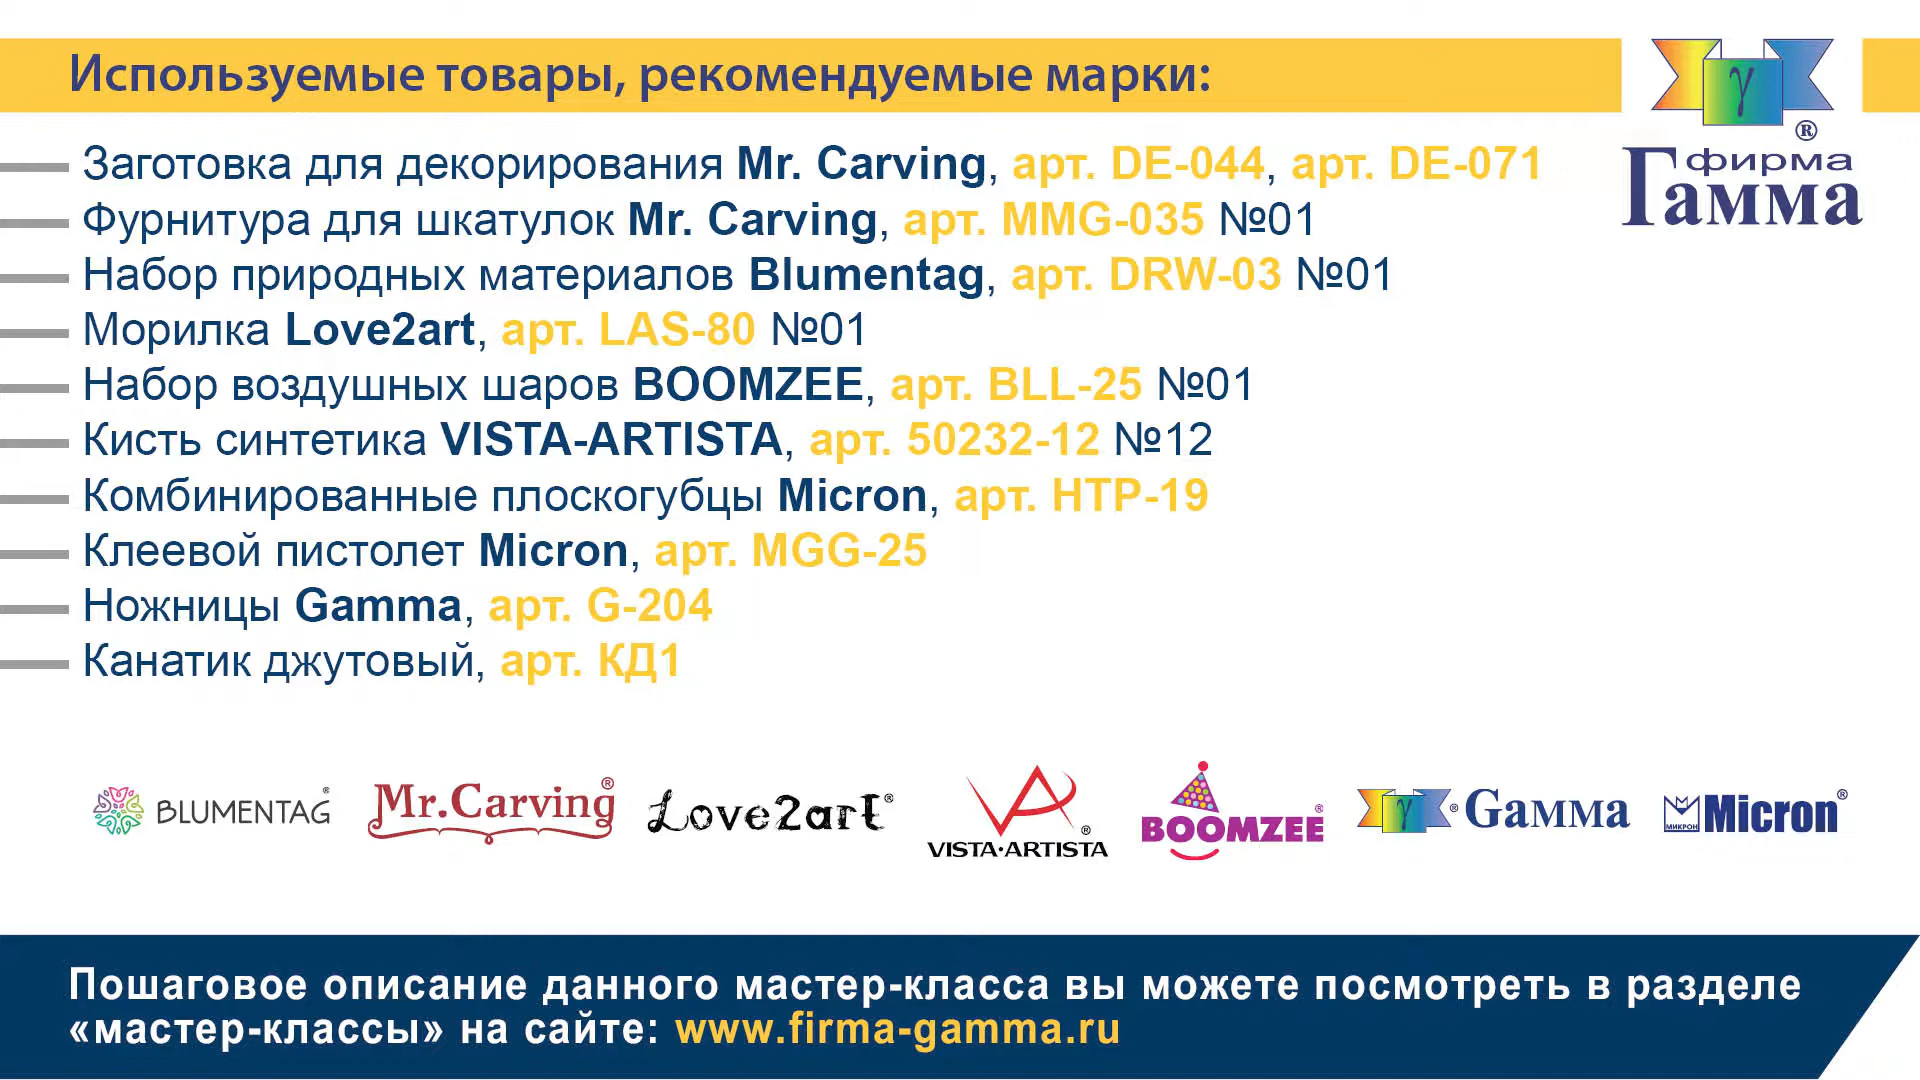 Используемые товары, рекомендуемые марки:
γ
®
фирма
Гамма
Заготовка для декорирования Mr. Carving, арт. DE-044, арт. DE-071
Фурнитура для шкатулок Mr. Carving, арт. MMG-035 №01
Набор природных материалов Blumentag, арт. DRW-03 №01
Морилка Love2art, арт. LAS-80 №01
Набор воздушных шаров BOOMZEE, арт. BLL-25 №01
Кисть синтетика VISTA-ARTISTA, арт. 50232-12 №12
Комбинированные плоскогубцы Micron, арт. HTP-19
Клеевой пистолет Micron, арт. MGG-25
Ножницы Gamma, арт. G-204
Канатик джутовый, арт. КД1
BLUMENTAG®
Mr.Carving®
Love2art®
VISTA·ARTISTA®
BOOMZEE®
γ® Gамма
МИКРОН Micron®
Пошаговое описание данного мастер-класса вы можете посмотреть в разделе
«мастер-классы» на сайте: www.firma-gamma.ru